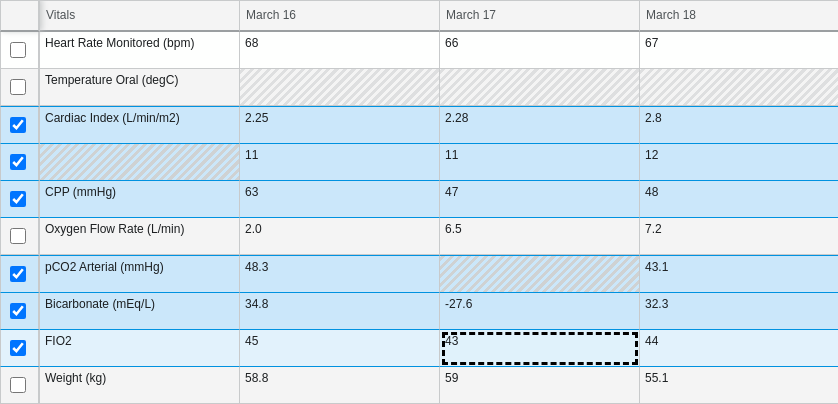 Vitals March 16 March 17 March 18
Heart Rate Monitored (bpm) 68 66 67
Temperature Oral (degC)
Cardiac Index (L/min/m2) 2.25 2.28 2.8
11 11 12
CPP (mmHg) 63 47 48
Oxygen Flow Rate (L/min) 2.0 6.5 7.2
pCO2 Arterial (mmHg) 48.3 43.1
Bicarbonate (mEq/L) 34.8 -27.6 32.3
FIO2 45 43 44
Weight (kg) 58.8 59 55.1